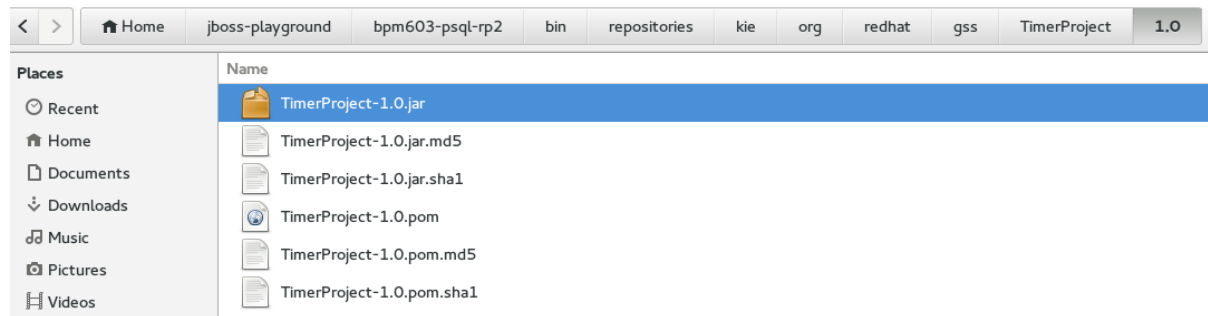 Home jboss-playground bpm603-psql-rp2 bin repositories kie org redhat gss TimerProject 1.0
Places
Recent
Home
Documents
Downloads
Music
Pictures
Videos
Name
TimerProject-1.0.jar
TimerProject-1.0.jar.md5
TimerProject-1.0.jar.sha1
TimerProject-1.0.pom
TimerProject-1.0.pom.md5
TimerProject-1.0.pom.sha1